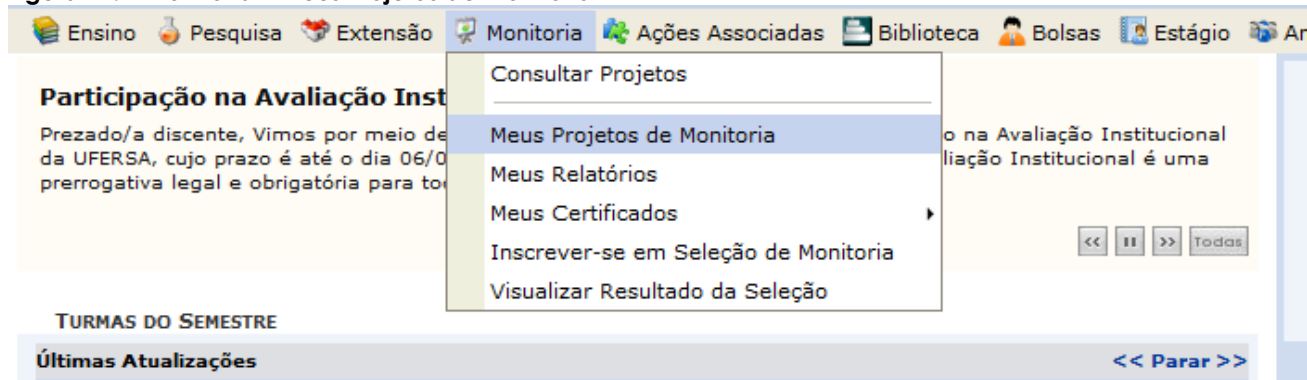 Ensino Pesquisa Extensão Monitoria Ações Associadas Biblioteca Bolsas Estágio
Consultar Projetos
Meus Projetos de Monitoria
Meus Relatórios
Meus Certificados
Inscrever-se em Seleção de Monitoria
Visualizar Resultado da Seleção
Participação na Avaliação Inst
Prezado/a discente, Vimos por meio de o na Avaliação Institucional
da UFERSA, cujo prazo é até o dia 06/0 liação Institucional é uma
prerrogativa legal e obrigatória para to
<< >> Todas
TURMAS DO SEMESTRE
Últimas Atualizações << Parar >>